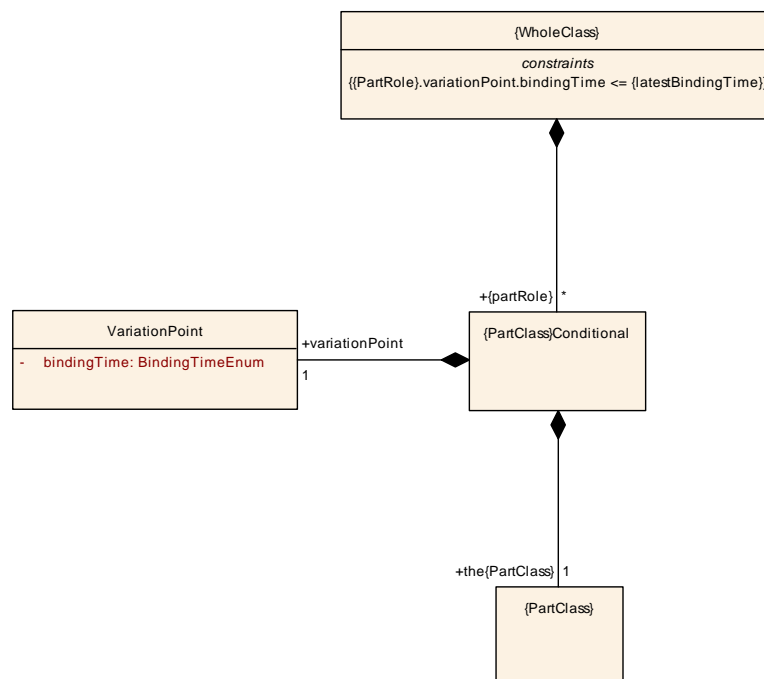 {WholeClass}
constraints
{{PartRole}.variationPoint.bindingTime <= {latestBindingTime}}
+{partRole} *
VariationPoint
- bindingTime: BindingTimeEnum
+variationPoint
1
{PartClass}Conditional
+the{PartClass} 1
{PartClass}